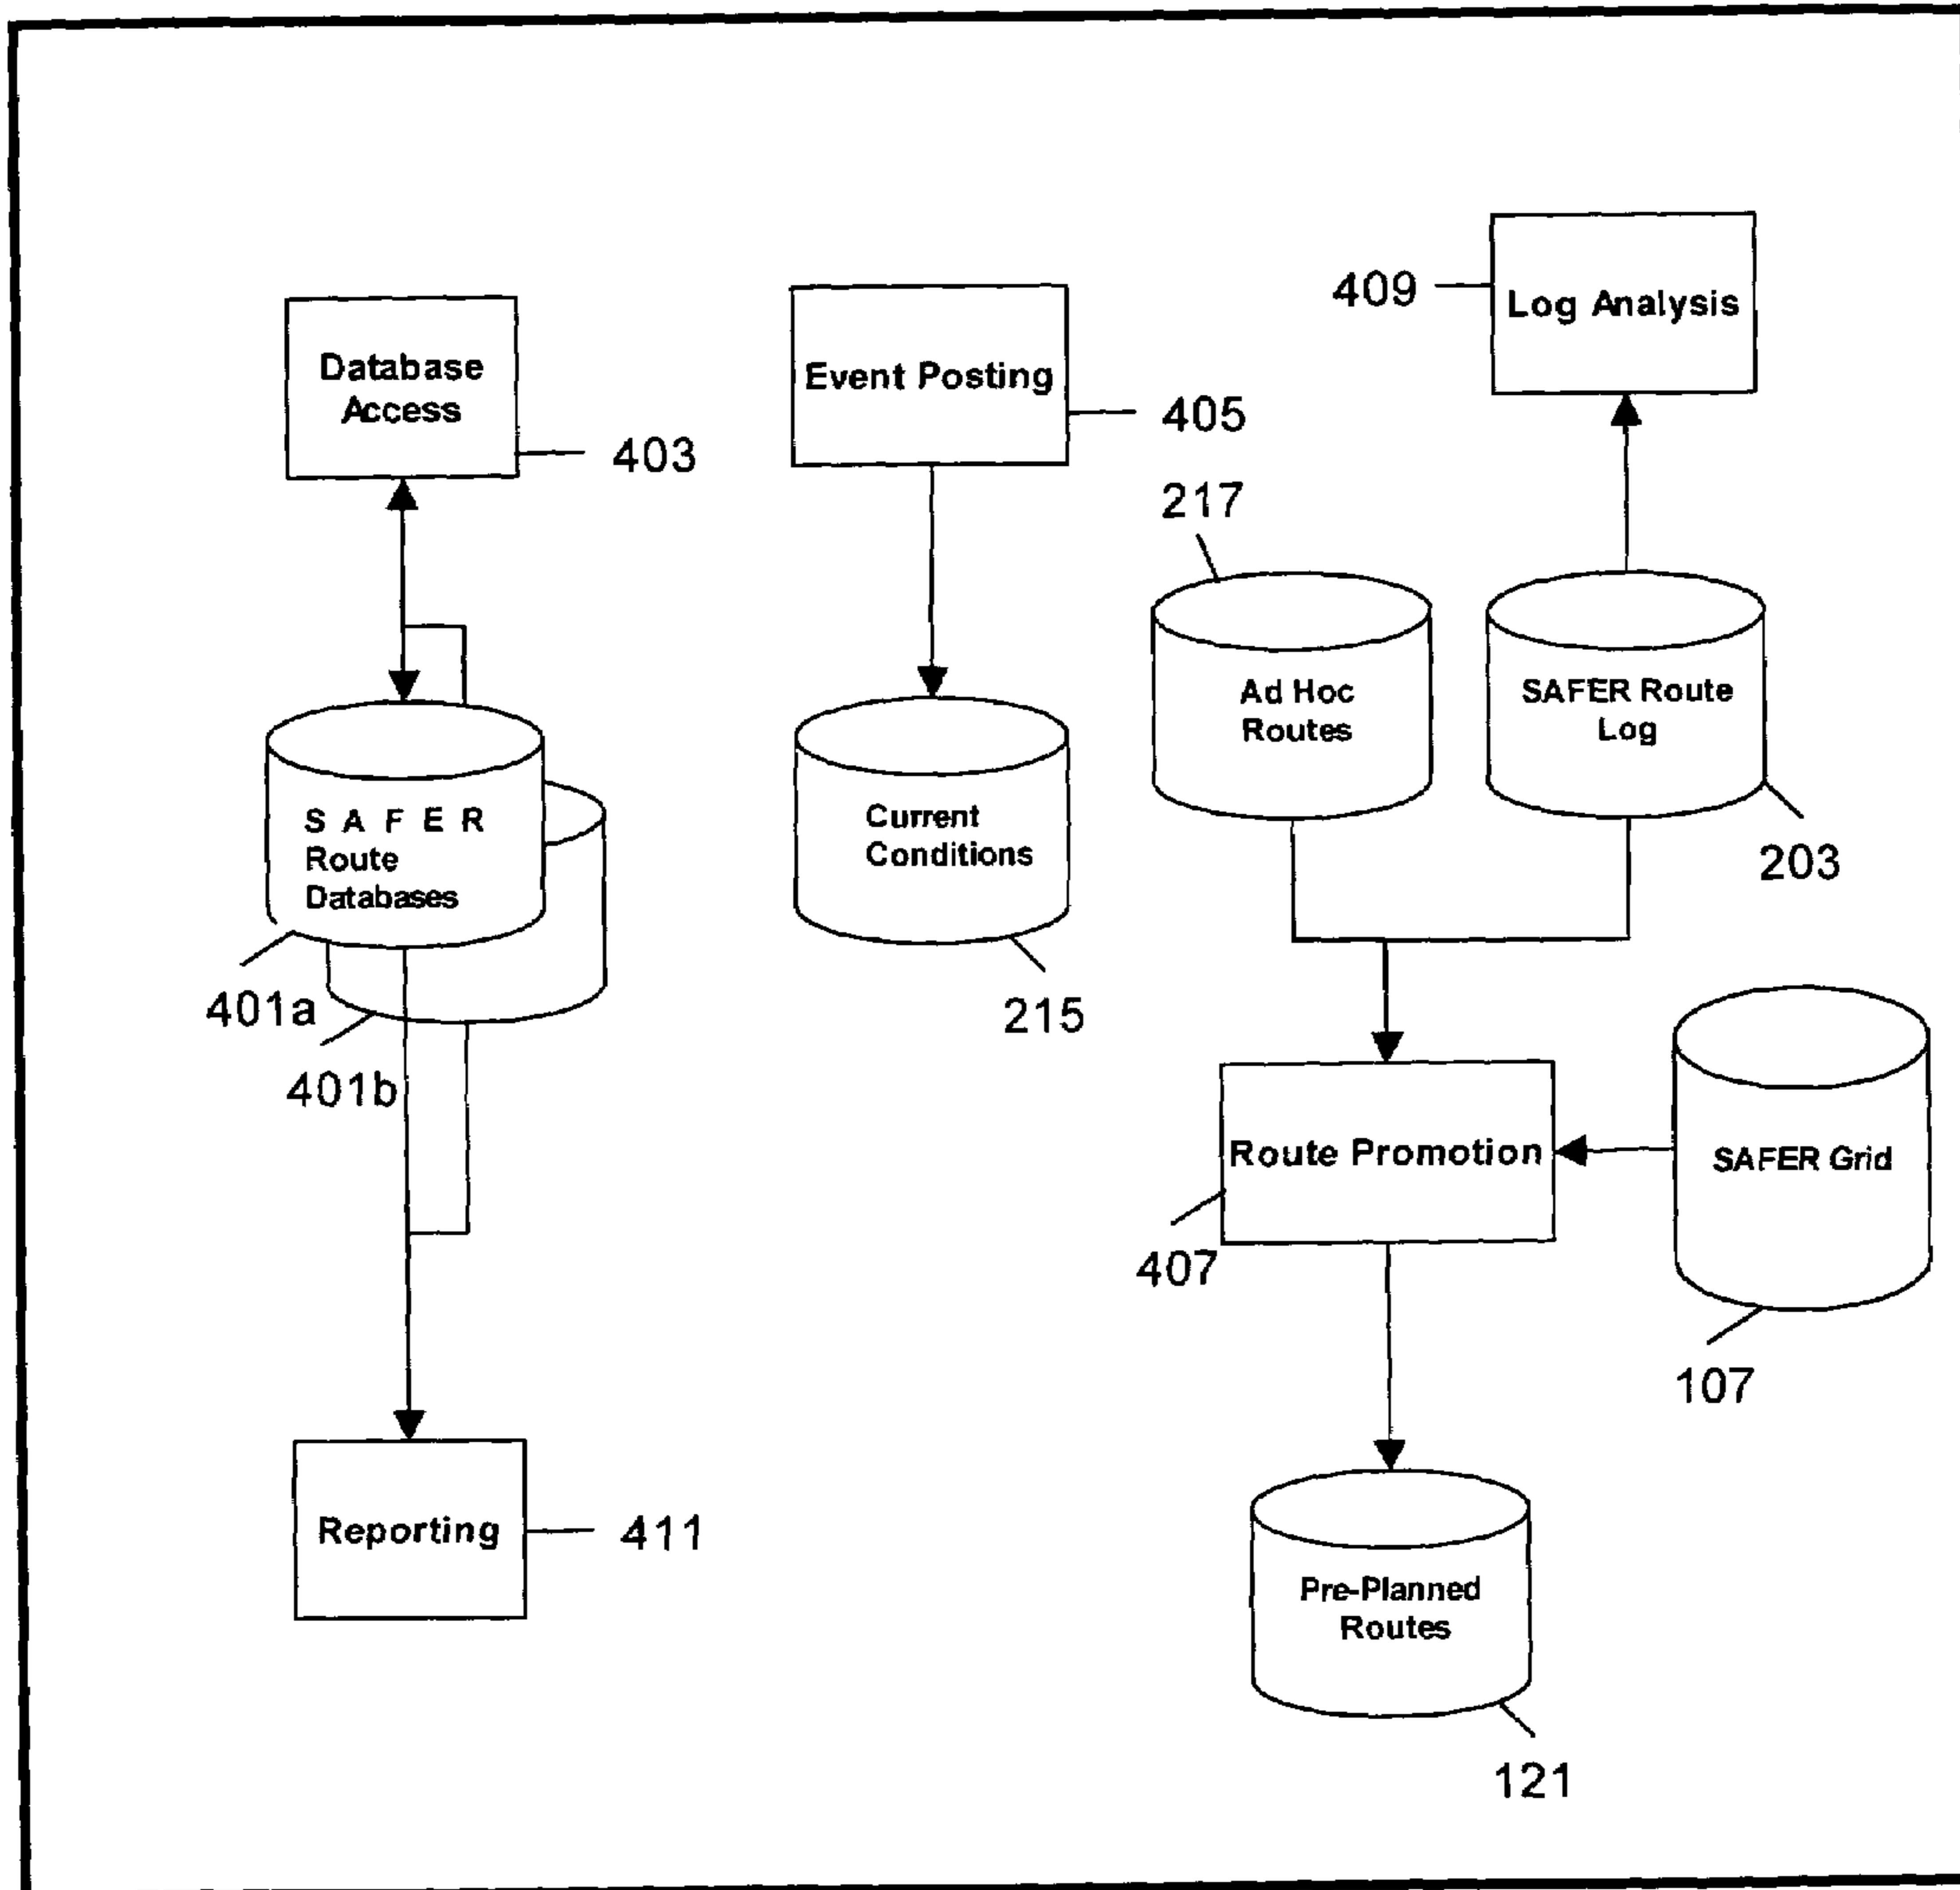 Database
Access
403
Event Posting
405
409
Log Analysis
217
Ad Hoc
Routes
SAFER Route
Log
203
S A F E R
Route
Databases
401a
401b
Current
Conditions
215
Route Promotion
407
SAFER Grid
107
Reporting
411
Pre-Planned
Routes
121